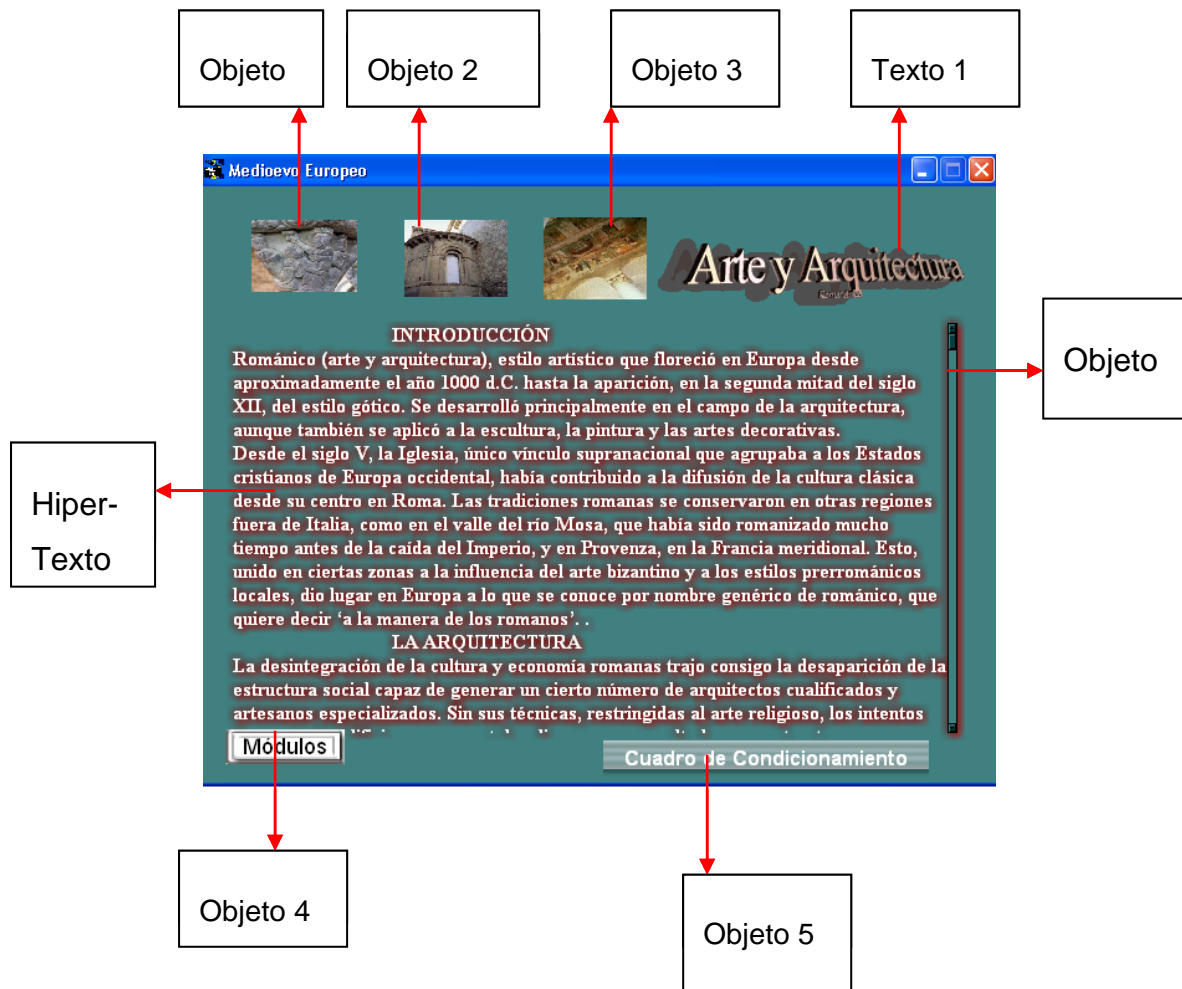 Objeto
Objeto 2
Objeto 3
Texto 1
Medioevo Europeo
Arte y Arquitectura
INTRODUCCIÓN
Románico (arte y arquitectura), estilo artístico que floreció en Europa desde
aproximadamente el año 1000 d.C. hasta la aparición, en la segunda mitad del siglo
XII, del estilo gótico. Se desarrolló principalmente en el campo de la arquitectura,
aunque también se aplicó a la escultura, la pintura y las artes decorativas.
Desde el siglo V, la Iglesia, único vínculo supranacional que agrupaba a los Estados
cristianos de Europa occidental, había contribuido a la difusión de la cultura clásica
desde su centro en Roma. Las tradiciones romanas se conservaron en otras regiones
fuera de Italia, como en el valle del río Mosa, que había sido romanizado mucho
tiempo antes de la caída del Imperio, y en Provenza, en la Francia meridional. Esto,
unido en ciertas zonas a la influencia del arte bizantino y a los estilos prerrománicos
locales, dio lugar en Europa a lo que se conoce por nombre genérico de románico, que
quiere decir ‘a la manera de los romanos’. .
LA ARQUITECTURA
La desintegración de la cultura y economía romanas trajo consigo la desaparición de la
estructura social capaz de generar un cierto número de arquitectos cualificados y
artesanos especializados. Sin sus técnicas, restringidas al arte religioso, los intentos
Módulos
Cuadro de Condicionamiento
Objeto
Hiper-
Texto
Objeto 4
Objeto 5